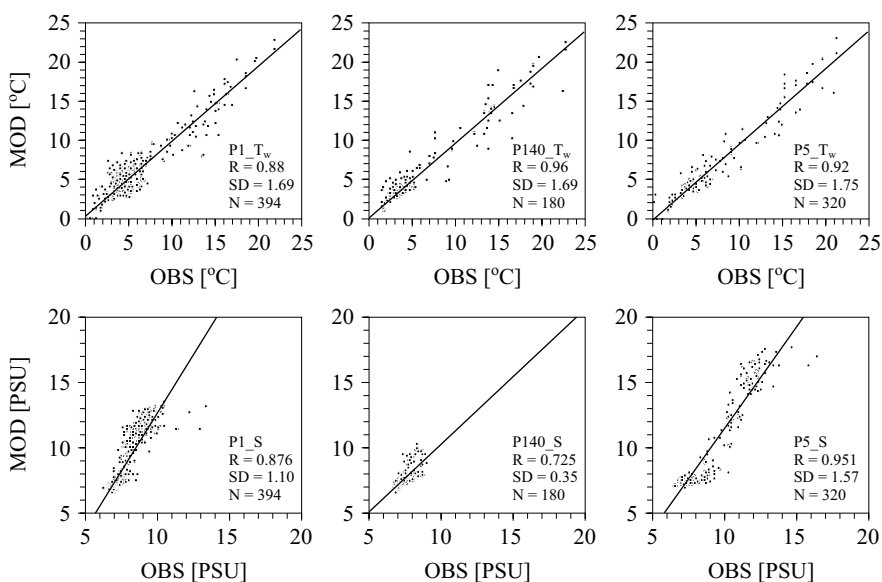 25
20
15
10
5
0
MOD [°C]
P1_Tw
R = 0.88
SD = 1.69
N = 394
0 5 10 15 20 25
OBS [°C]
25
20
15
10
5
0
P140_Tw
R = 0.96
SD = 1.69
N = 180
0 5 10 15 20 25
OBS [°C]
25
20
15
10
5
0
P5_Tw
R = 0.92
SD = 1.75
N = 320
0 5 10 15 20 25
OBS [°C]
20
15
10
5
MOD [PSU]
P1_S
R = 0.876
SD = 1.10
N = 394
5 10 15 20
OBS [PSU]
20
15
10
5
P140_S
R = 0.725
SD = 0.35
N = 180
5 10 15 20
OBS [PSU]
20
15
10
5
P5_S
R = 0.951
SD = 1.57
N = 320
5 10 15 20
OBS [PSU]